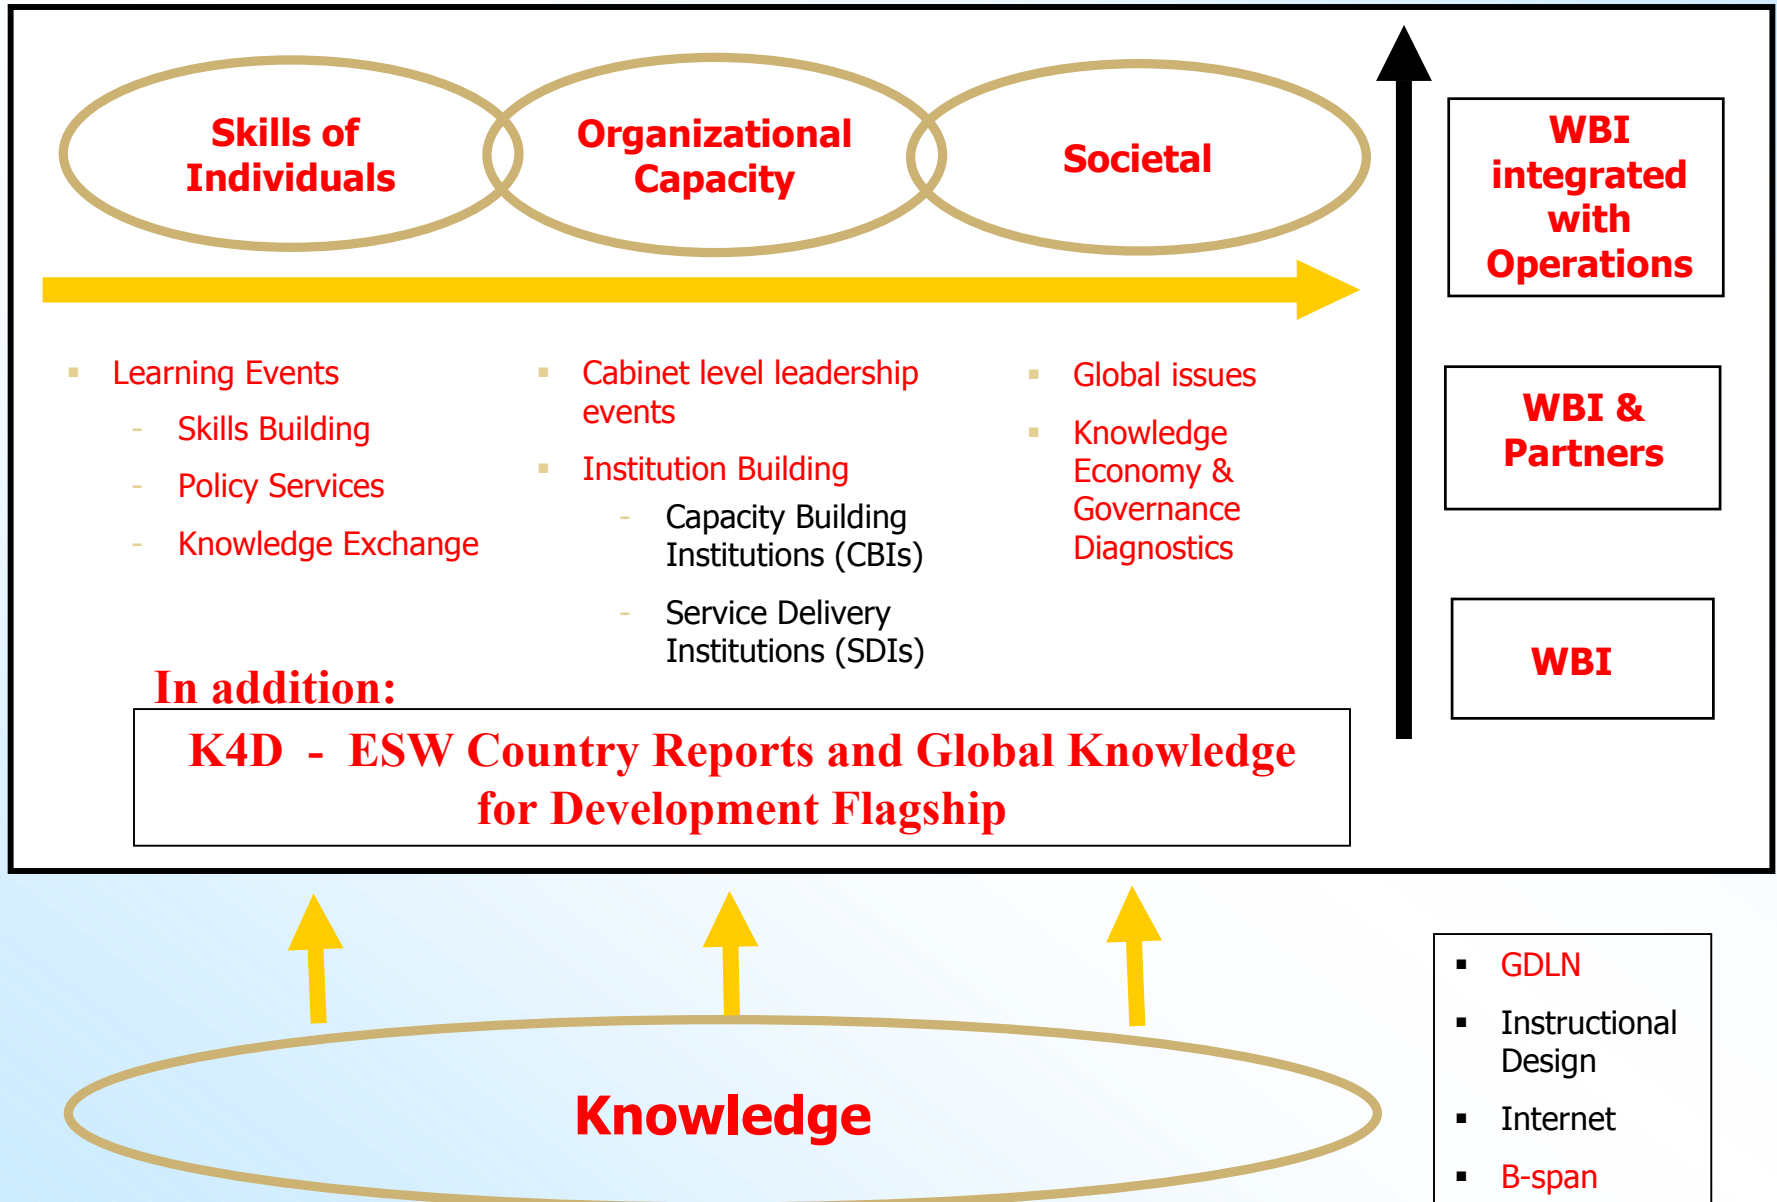 Skills of
Individuals
Organizational
Capacity
Societal
WBI
integrated
with
Operations
▪ Learning Events
- Skills Building
- Policy Services
- Knowledge Exchange
▪ Cabinet level leadership
events
▪ Institution Building
- Capacity Building
Institutions (CBIs)
- Service Delivery
Institutions (SDIs)
▪ Global issues
▪ Knowledge
Economy &
Governance
Diagnostics
WBI &
Partners
WBI
In addition:
K4D - ESW Country Reports and Global Knowledge
for Development Flagship
Knowledge
▪ GDLN
▪ Instructional
Design
▪ Internet
▪ B-span